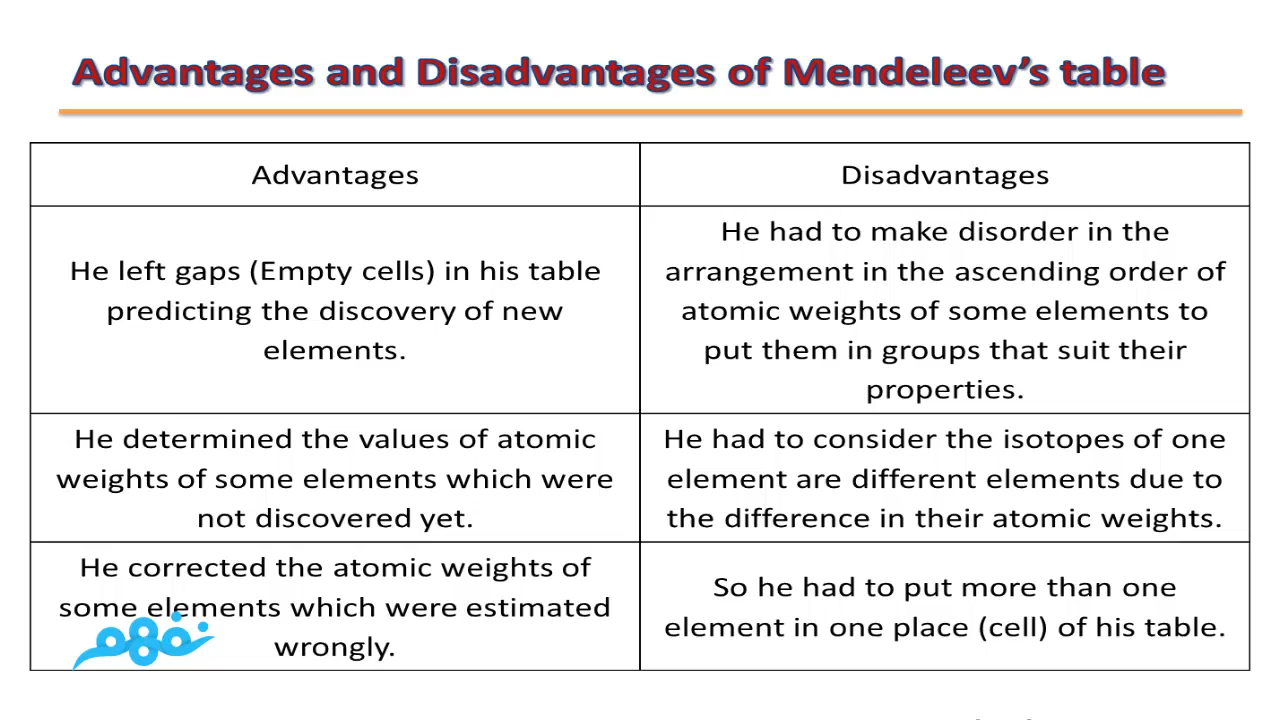 Advantages and Disadvantages of Mendeleev's table
Advantages
Disadvantages
He left gaps (Empty cells) in his table
predicting the discovery of new
elements.
He had to make disorder in the
arrangement in the ascending order of
atomic weights of some elements to
put them in groups that suit their
properties.
He determined the values of atomic
weights of some elements which were
not discovered yet.
He had to consider the isotopes of one
element are different elements due to
the difference in their atomic weights.
He corrected the atomic weights of
some elements which were estimated
wrongly.
So he had to put more than one
element in one place (cell) of his table.